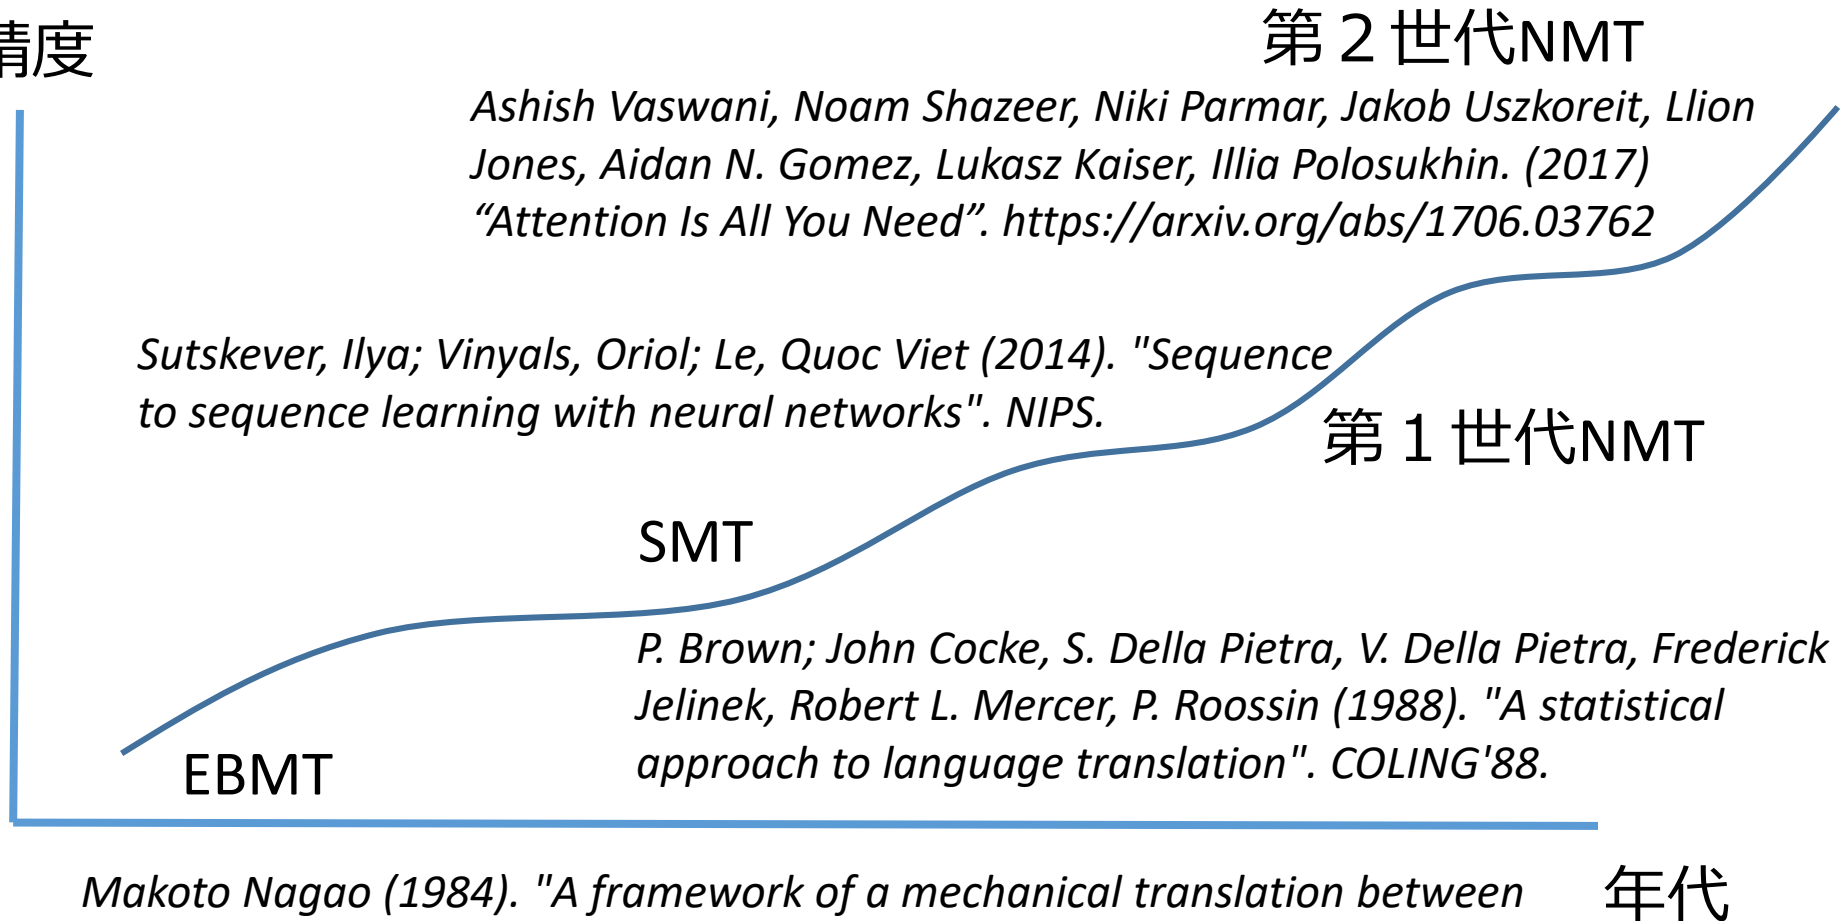 精度
第２世代NMT
Ashish Vaswani, Noam Shazeer, Niki Parmar, Jakob Uszkoreit, Llion
Jones, Aidan N. Gomez, Lukasz Kaiser, Illia Polosukhin. (2017)
“Attention Is All You Need”. https://arxiv.org/abs/1706.03762
Sutskever, Ilya; Vinyals, Oriol; Le, Quoc Viet (2014). "Sequence
to sequence learning with neural networks". NIPS.
第１世代NMT
SMT
P. Brown; John Cocke, S. Della Pietra, V. Della Pietra, Frederick
Jelinek, Robert L. Mercer, P. Roossin (1988). "A statistical
approach to language translation". COLING'88.
EBMT
Makoto Nagao (1984). "A framework of a mechanical translation between
年代